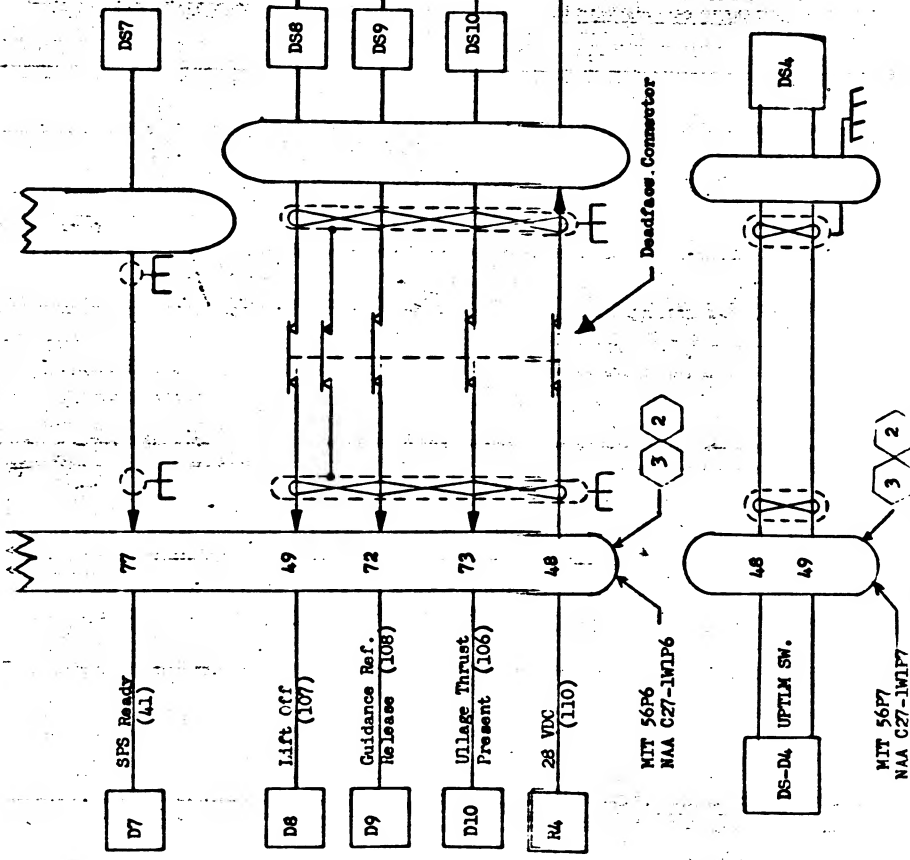 DS7
DS8
DS9
DS10
DS4
Deadface Connector
77
49
72
73
48
3
2
48
49
3
2
SPS Ready
(41)
Lift Off
(107)
Guidance Ref.
Release (108)
Ullage Thrust
Present (106)
28 VDC
(110)
MIT 56P6
NAA C27-1W1P6
UPTLM SW.
MIT 56P7
NAA C27-1W1P7
D7
D8
D9
D10
R4
DS-D4